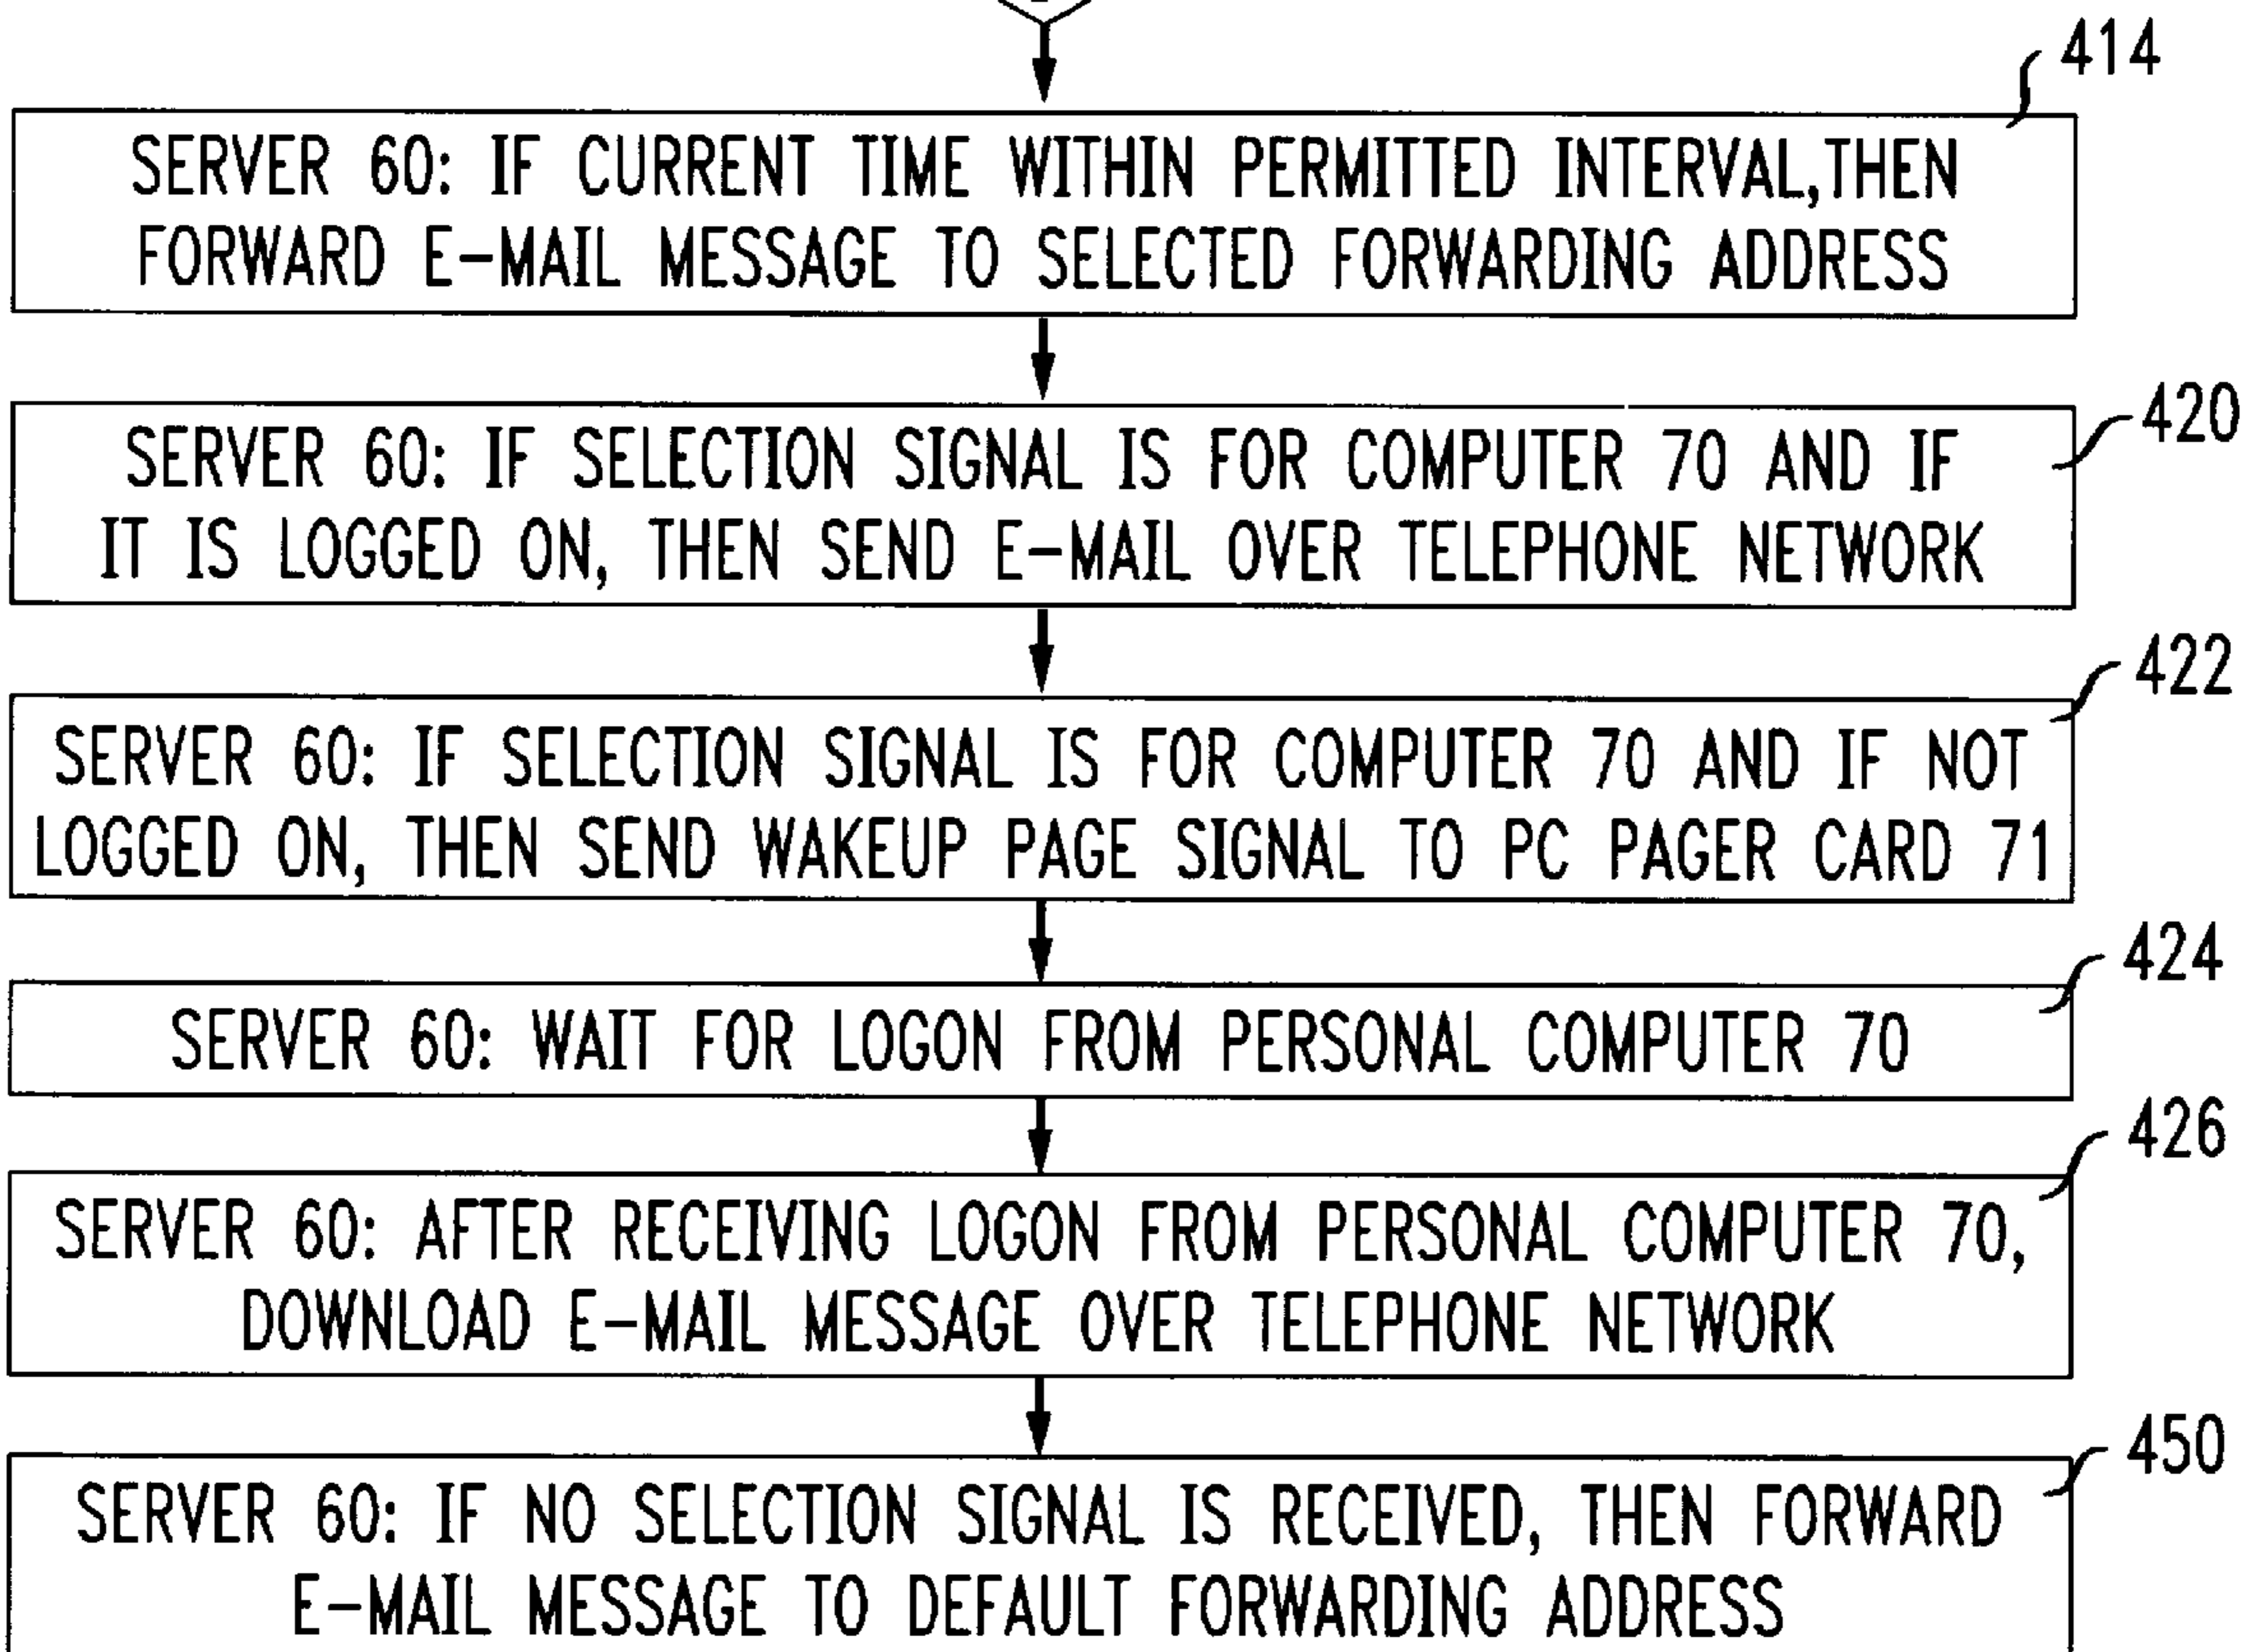 414
SERVER 60: IF CURRENT TIME WITHIN PERMITTED INTERVAL,THEN
FORWARD E-MAIL MESSAGE TO SELECTED FORWARDING ADDRESS
420
SERVER 60: IF SELECTION SIGNAL IS FOR COMPUTER 70 AND IF
IT IS LOGGED ON, THEN SEND E-MAIL OVER TELEPHONE NETWORK
422
SERVER 60: IF SELECTION SIGNAL IS FOR COMPUTER 70 AND IF NOT
LOGGED ON, THEN SEND WAKEUP PAGE SIGNAL TO PC PAGER CARD 71
424
SERVER 60: WAIT FOR LOGON FROM PERSONAL COMPUTER 70
426
SERVER 60: AFTER RECEIVING LOGON FROM PERSONAL COMPUTER 70,
DOWNLOAD E-MAIL MESSAGE OVER TELEPHONE NETWORK
450
SERVER 60: IF NO SELECTION SIGNAL IS RECEIVED, THEN FORWARD
E-MAIL MESSAGE TO DEFAULT FORWARDING ADDRESS